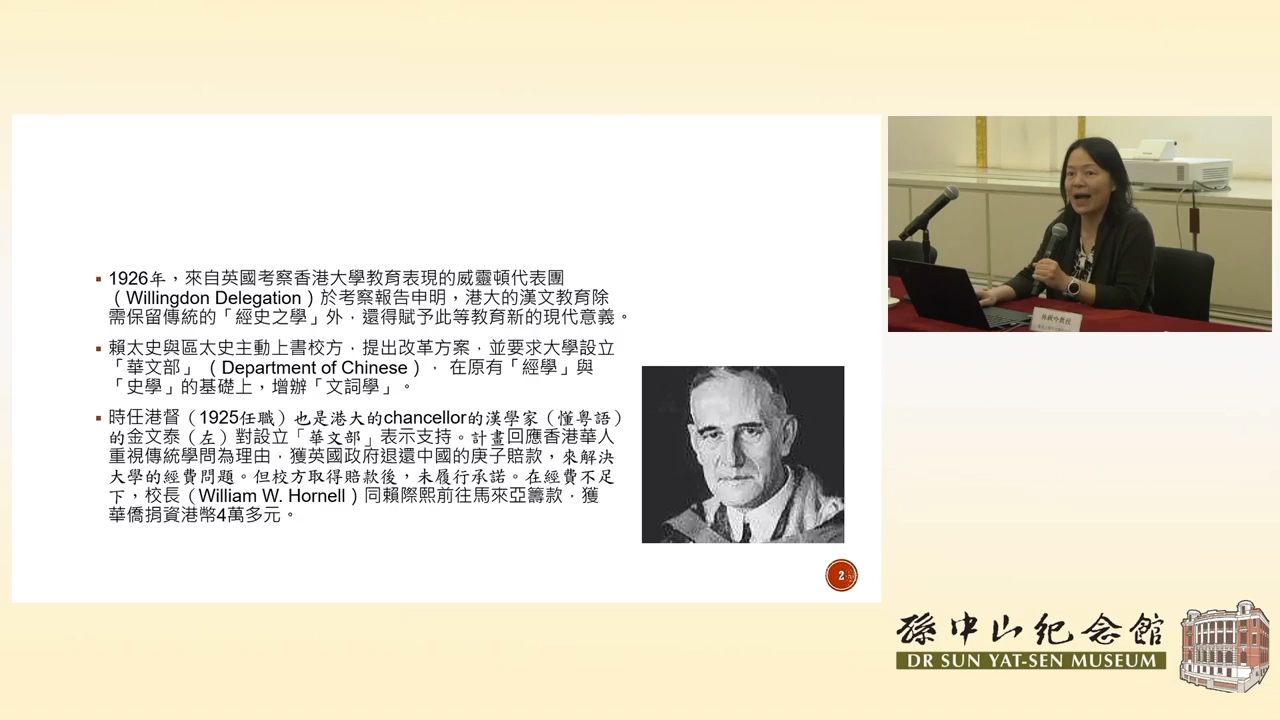 1926年，來自英國考察香港大學教育表現的威靈頓代表團
（Willingdon Delegation）於考察報告申明，港大的漢文教育除
需保留傳統的「經史之學」外，還得賦予此等教育新的現代意義。
賴太史與區太史主動上書校方，提出改革方案，並要求大學設立
「華文部」（Department of Chinese），在原有「經學」與
「史學」的基礎上，增辦「文詞學」。
時任港督（1925任職）也是港大的chancellor的漢學家（懂粵語）
的金文泰（左）對設立「華文部」表示支持。計畫回應香港華人
重視傳統學問為理由，獲英國政府退還中國的庚子賠款，來解決
大學的經費問題。但校方取得賠款後，未履行承諾。在經費不足
下，校長（William W. Hornell）同賴際熙前往馬來亞籌款，獲
華僑捐資港幣4萬多元。
2
孫中山紀念館
DR SUN YAT-SEN MUSEUM